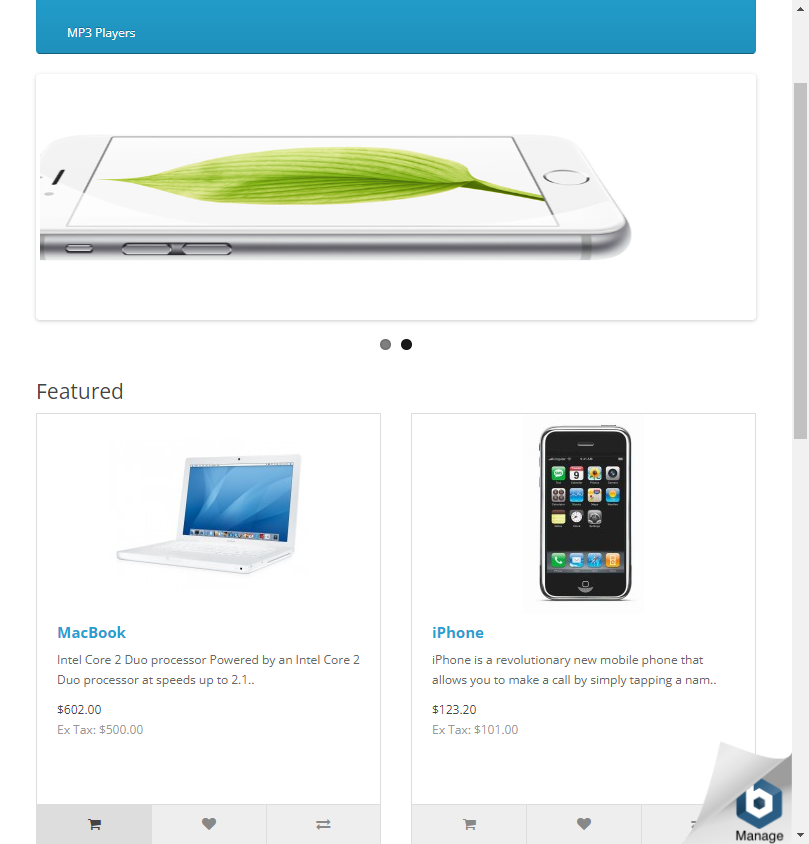 MP3 Players
Featured
MacBook
Intel Core 2 Duo processor Powered by an Intel Core 2
Duo processor at speeds up to 2.1..
$602.00
Ex Tax: $500.00
iPhone
iPhone is a revolutionary new mobile phone that
allows you to make a call by simply tapping a nam..
$123.20
Ex Tax: $101.00
Manage